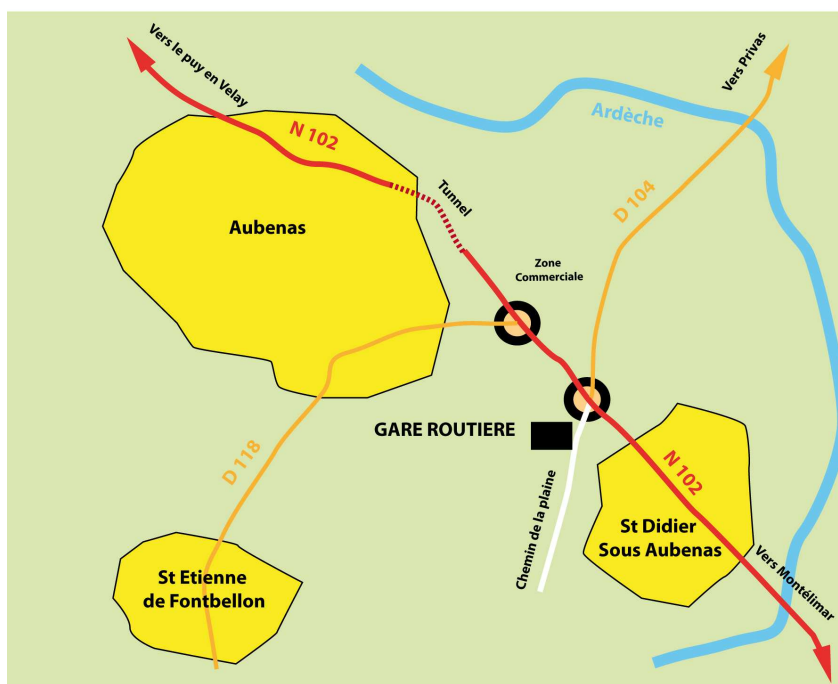 Vers le puy en Velay
N 102
Ardèche
Vers Privas
D 104
Tunnel
Aubenas
Zone
Commerciale
GARE ROUTIERE
D 118
Chemin de la plaine
N 102
St Didier
Sous Aubenas
Vers Montélimar
St Etienne
de Fontbellon